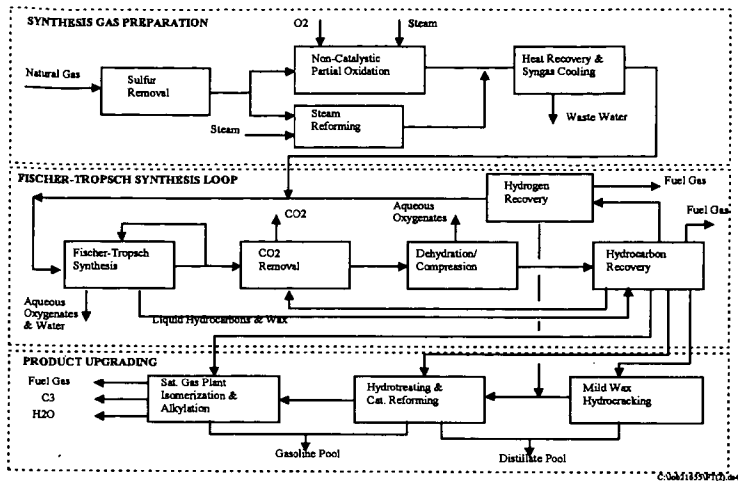 SYNTHESIS GAS PREPARATION
O2
Steam
Natural Gas
Sulfur
Removal
Non-Catalystic
Partial Oxidation
Heat Recovery &
Syngas Cooling
Steam
Steam
Reforming
Waste Water
FISCHER-TROPSCH SYNTHESIS LOOP
Hydrogen
Recovery
Fuel Gas
Fuel Gas
CO2
Aqueous
Oxygenates
Fischer-Tropsch
Synthesis
CO2
Removal
Dehydration/
Compression
Hydrocarbon
Recovery
Aqueous
Oxygenates
& Water
Liquid Hydrocarbons & Wax
PRODUCT UPGRADING
Fuel Gas
C3
H2O
Sat. Gas Plant
Isomerization &
Alkylation
Hydrotreating &
Cat. Reforming
Mild Wax
Hydrocracking
Gasoline Pool
Distillate Pool